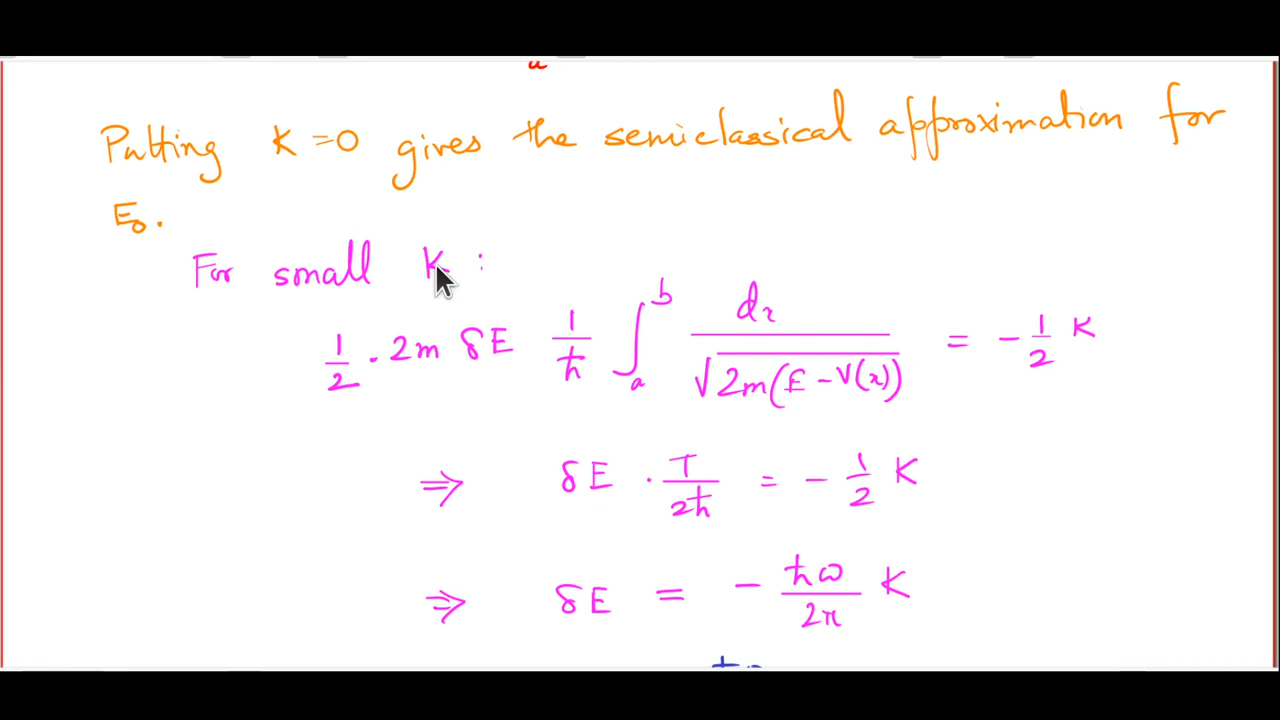 Putting K = 0 gives the semiclassical approximation for
E₀.
For small K :
1/2 · 2m δE 1/ħ ∫ₐᵇ dx / √(2m(E − V(x))) = − 1/2 K
⇒ δE · T/2ħ = − 1/2 K
⇒ δE = − ħω/2π K